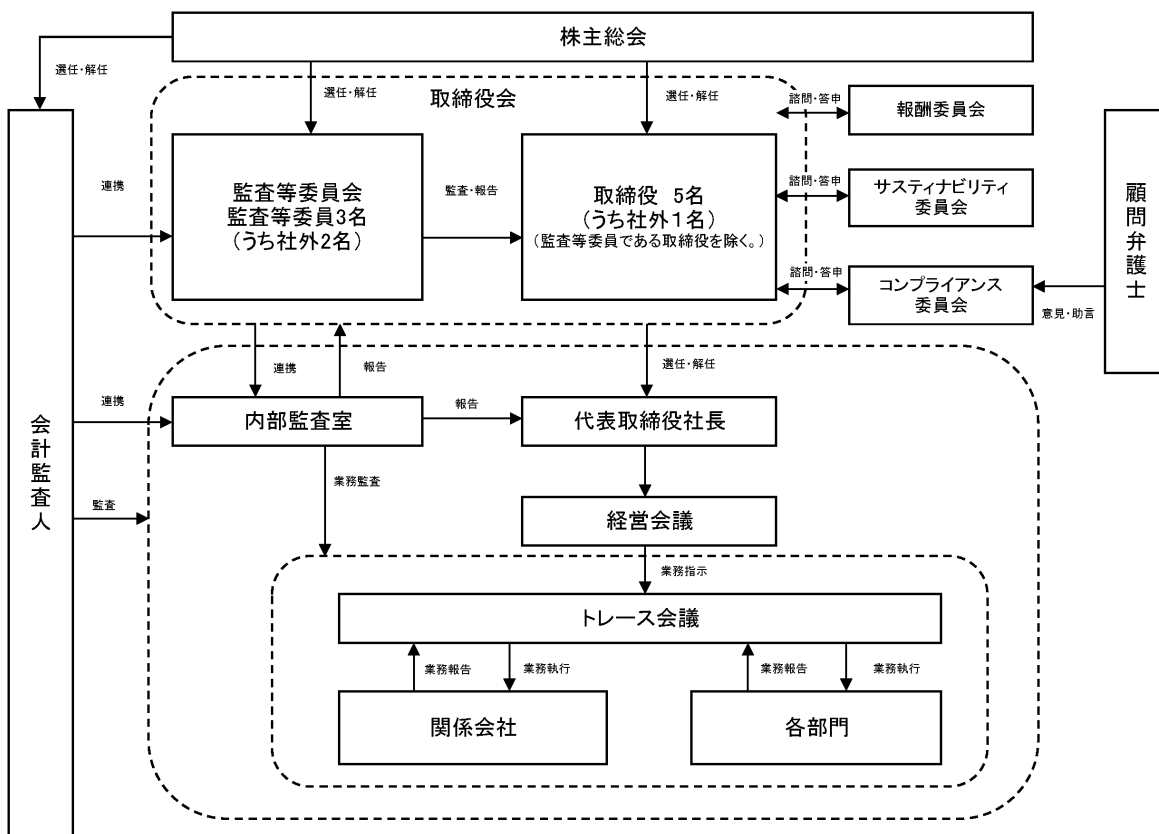 株主総会
選任・解任
選任・解任
選任・解任
取締役会
諮問・答申
報酬委員会
監査等委員会
監査等委員3名
(うち社外2名)
監査・報告
取締役 5名
(うち社外1名)
(監査等委員である取締役を除く。)
諮問・答申
サスティナビリティ
委員会
諮問・答申
コンプライアンス
委員会
意見・助言
顧問弁護士
連携
連携
報告
選任・解任
連携
内部監査室
報告
代表取締役社長
会計監査人
監査
業務監査
経営会議
業務指示
トレース会議
業務報告
業務執行
業務報告
業務執行
関係会社
各部門